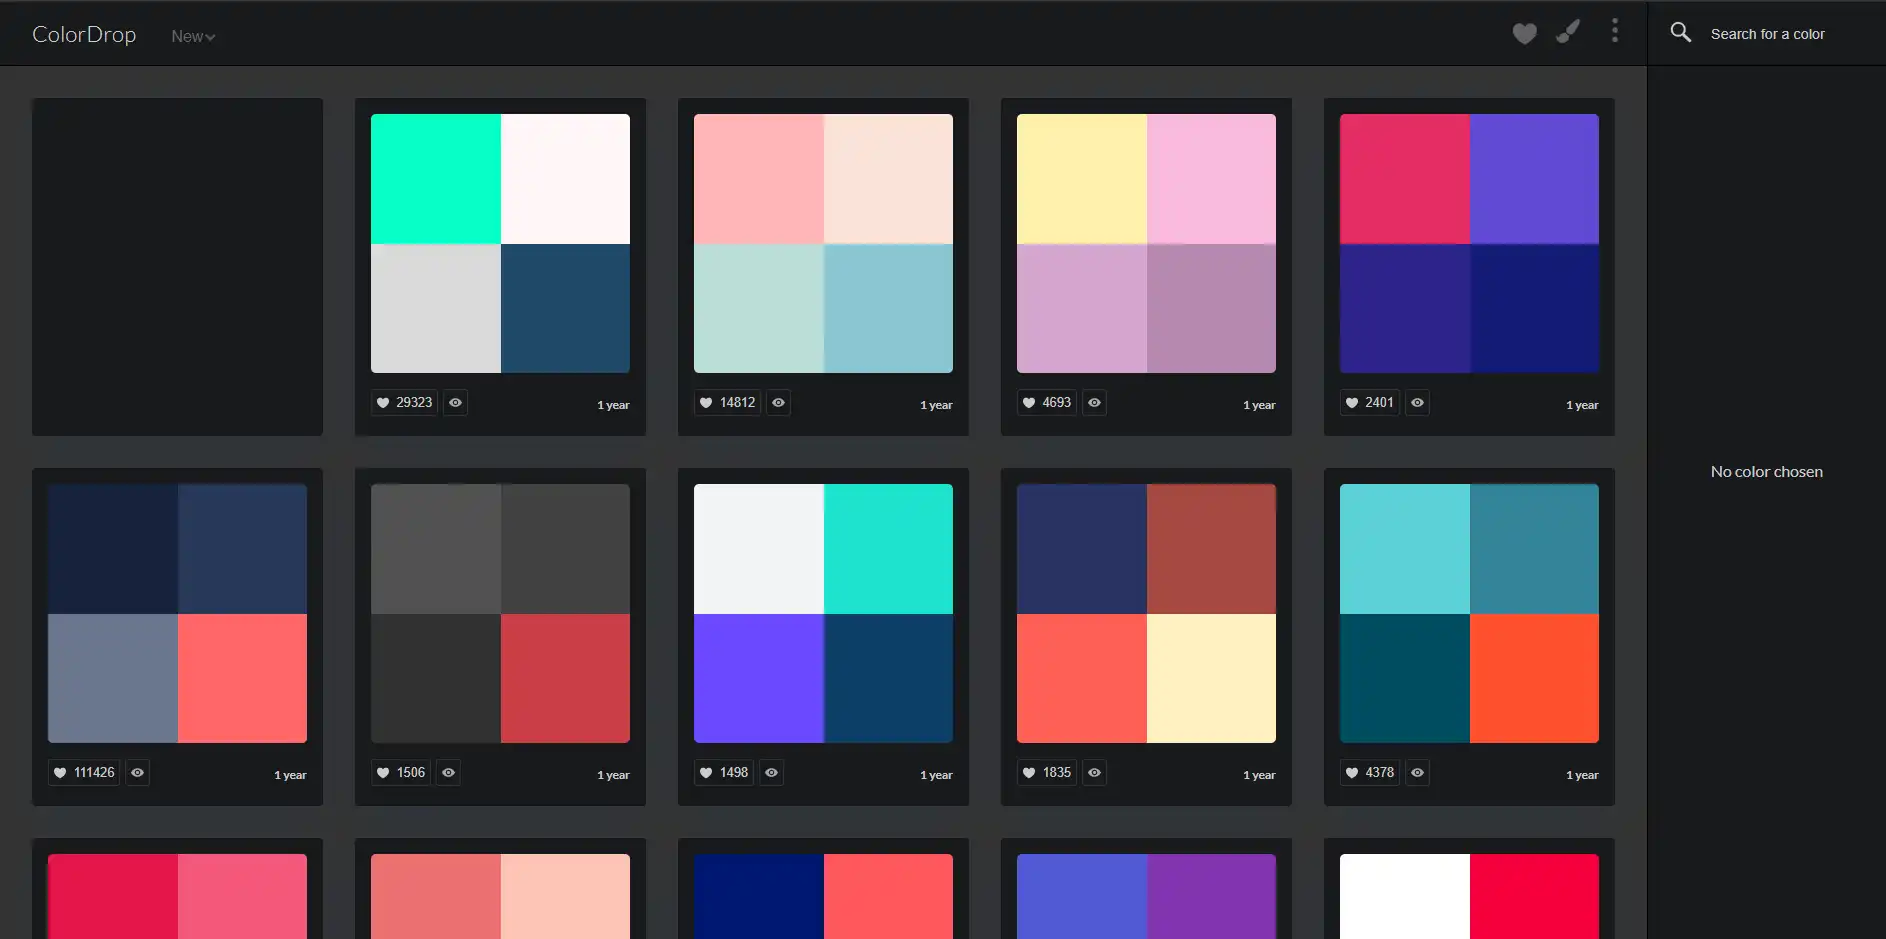 ColorDrop New
Search for a color
29323 1 year
14812 1 year
4693 1 year
2401 1 year
No color chosen
111426 1 year
1506 1 year
1498 1 year
1835 1 year
4378 1 year